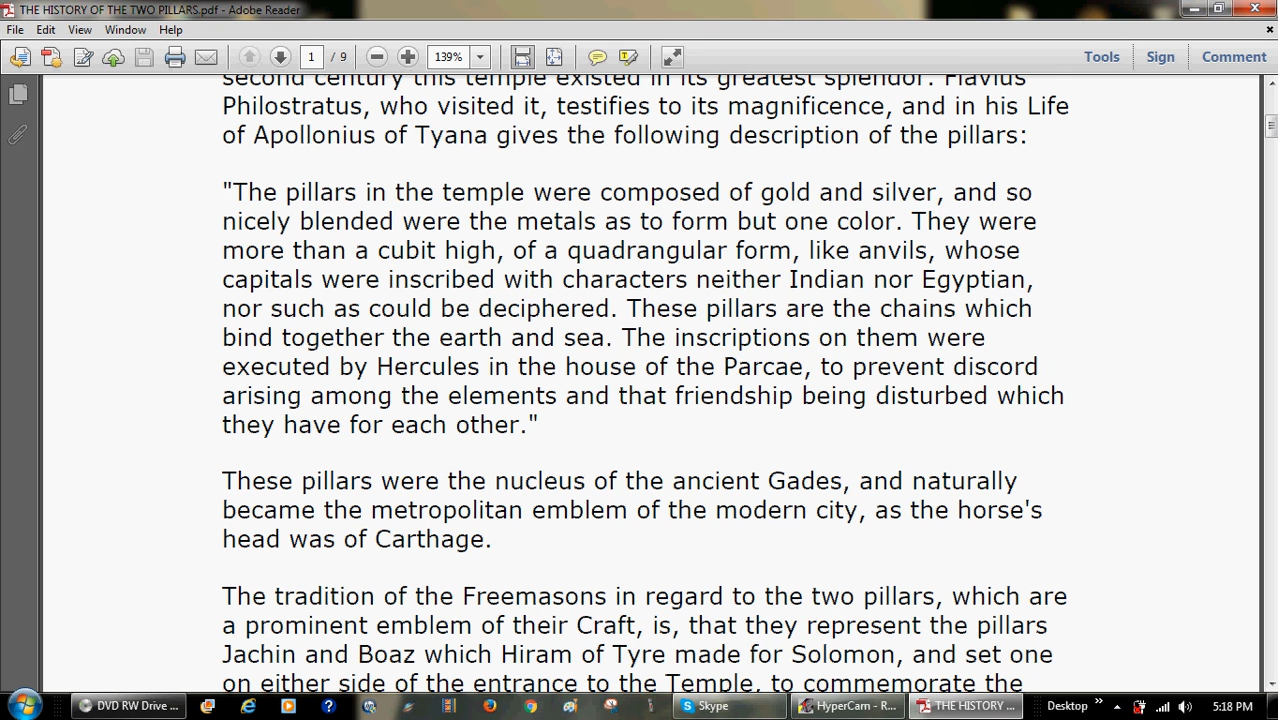 THE HISTORY OF THE TWO PILLARS.pdf - Adobe Reader
File Edit View Window Help
1 / 9 139% Tools Sign Comment
second century this temple existed in its greatest splendor. Flavius
Philostratus, who visited it, testifies to its magnificence, and in his Life
of Apollonius of Tyana gives the following description of the pillars:
"The pillars in the temple were composed of gold and silver, and so
nicely blended were the metals as to form but one color. They were
more than a cubit high, of a quadrangular form, like anvils, whose
capitals were inscribed with characters neither Indian nor Egyptian,
nor such as could be deciphered. These pillars are the chains which
bind together the earth and sea. The inscriptions on them were
executed by Hercules in the house of the Parcae, to prevent discord
arising among the elements and that friendship being disturbed which
they have for each other."
These pillars were the nucleus of the ancient Gades, and naturally
became the metropolitan emblem of the modern city, as the horse's
head was of Carthage.
The tradition of the Freemasons in regard to the two pillars, which are
a prominent emblem of their Craft, is, that they represent the pillars
Jachin and Boaz which Hiram of Tyre made for Solomon, and set one
on either side of the entrance to the Temple, to commemorate the
DVD RW Drive ... Skype HyperCam - R... THE HISTORY ... Desktop 5:18 PM